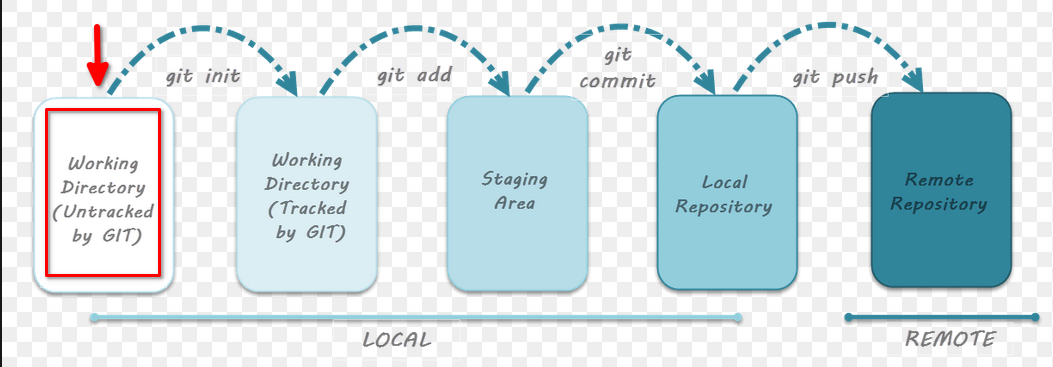 git init
git add
git
commit
git push
Working
Directory
(Untracked
by GIT)
Working
Directory
(Tracked
by GIT)
Staging
Area
Local
Repository
Remote
Repository
LOCAL
REMOTE